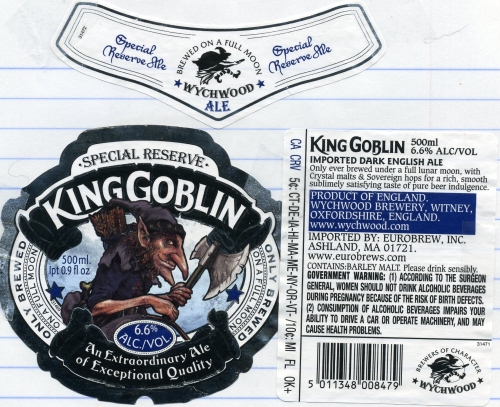 31472
Special
Reserve Ale
BREWED ON A FULL MOON
WYCHWOOD
ALE
Special
Reserve Ale
·SPECIAL RESERVE·
KING GOBLIN
500ml.
1pt 0.9 fl oz
ONLY BREWED
ON A FULL MOON
ONLY BREWED
ON A FULL MOON
6.6%
ALC/VOL
An Extraordinary Ale
of Exceptional Quality
CA CRV 5¢: CT-DE-IA-HI-MA-ME-NY-OR-VT- /10¢: MI FL OK+
KING GOBLIN 500ml
6.6% ALC/VOL
IMPORTED DARK ENGLISH ALE
Only ever brewed under a full lunar moon, with
Crystal malts & Sovereign hops for a rich, smooth
sublimely satisfying taste of pure beer indulgence.
PRODUCT OF ENGLAND.
WYCHWOOD BREWERY, WITNEY,
OXFORDSHIRE, ENGLAND.
www.wychwood.com
IMPORTED BY: EUROBREW, INC.
ASHLAND, MA 01721.
www.eurobrews.com
CONTAINS:BARLEY MALT. Please drink sensibly.
GOVERNMENT WARNING: (1) ACCORDING TO THE SURGEON
GENERAL, WOMEN SHOULD NOT DRINK ALCOHOLIC BEVERAGES
DURING PREGNANCY BECAUSE OF THE RISK OF BIRTH DEFECTS.
(2) CONSUMPTION OF ALCOHOLIC BEVERAGES IMPAIRS YOUR
ABILITY TO DRIVE A CAR OR OPERATE MACHINERY, AND MAY
CAUSE HEALTH PROBLEMS.
31471
5 011348 008479
BREWERS OF CHARACTER
WYCHWOOD